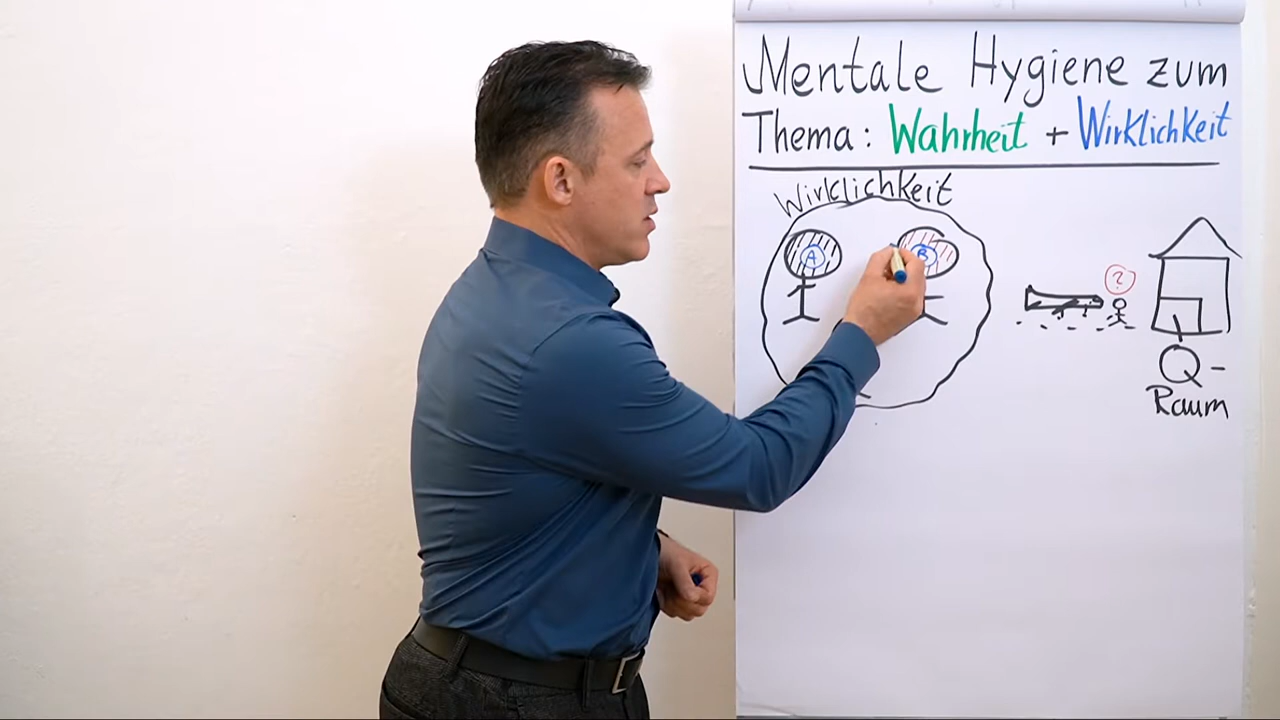 Mentale Hygiene zum
Thema: Wahrheit + Wirklichkeit
Wirklichkeit
A
B
?
Q-
Raum